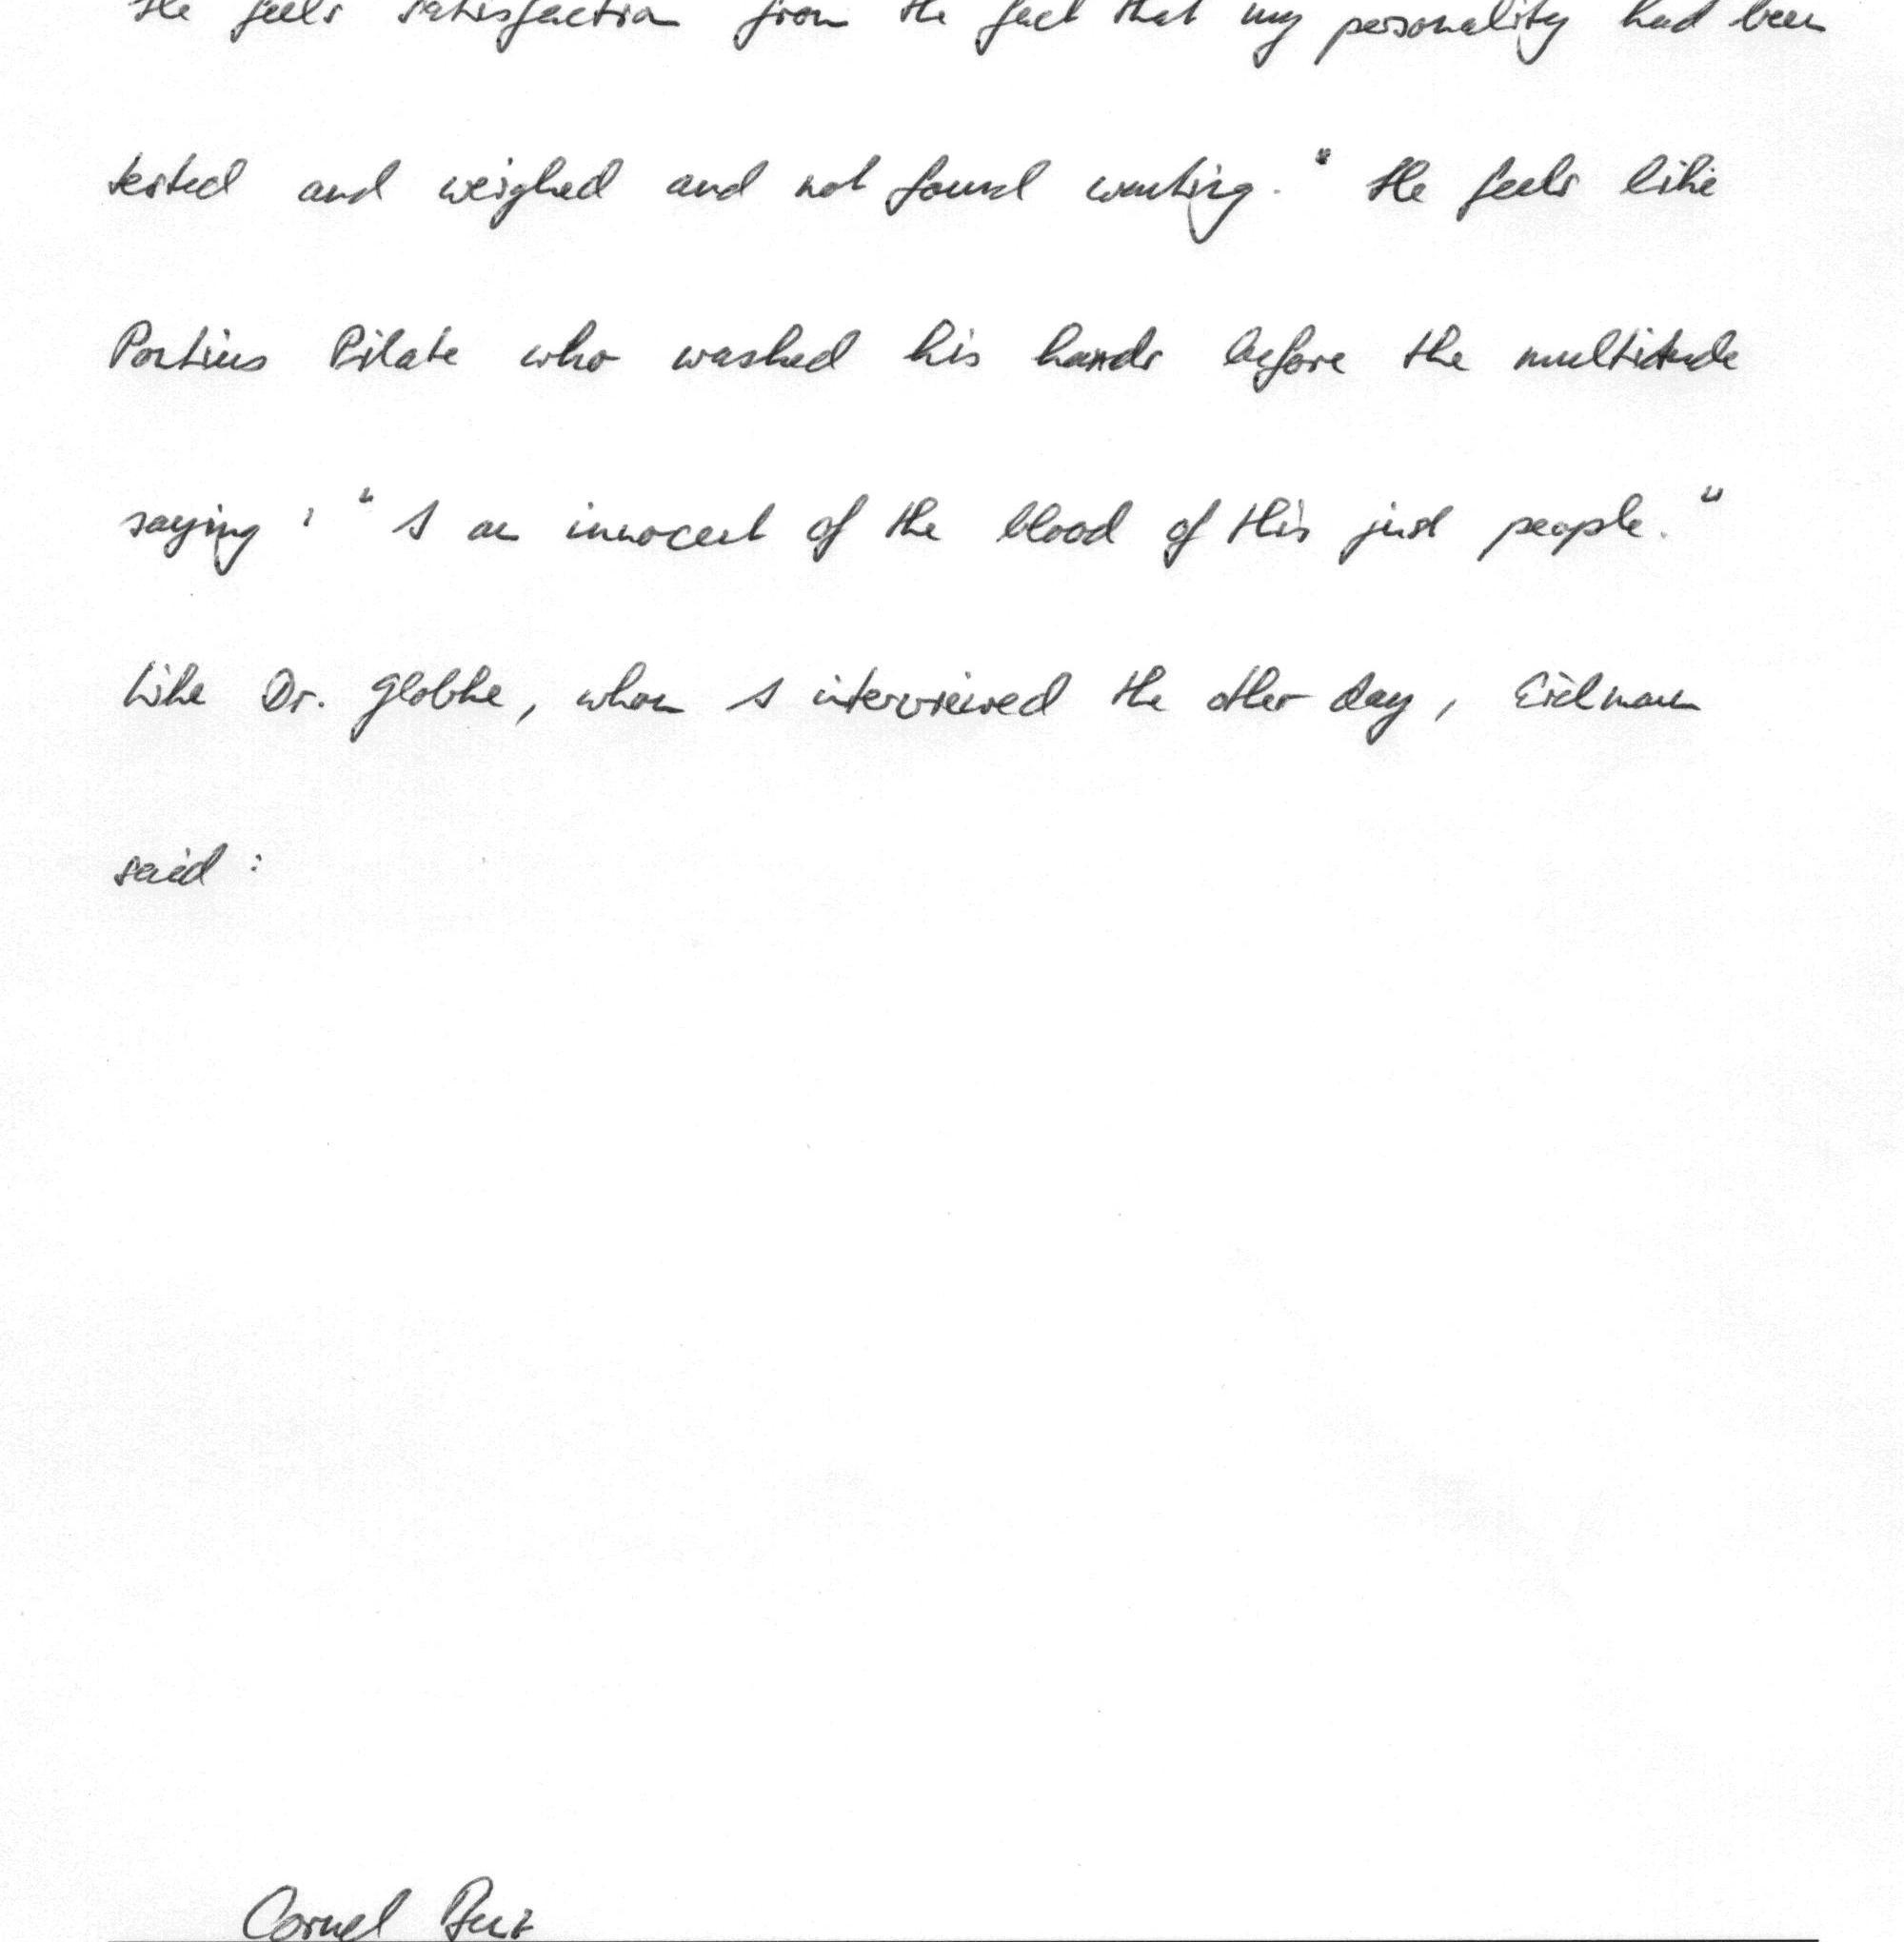 He feels satisfaction from the fact that my personality had been
tested and weighed and not found wanting." He feels like
Pontius Pilate who washed his hands before the multitude
saying : " I am innocent of the blood of this just people. "
Like Dr. Globke, whom I interviewed the other day, Eichmann
said :
Cornel